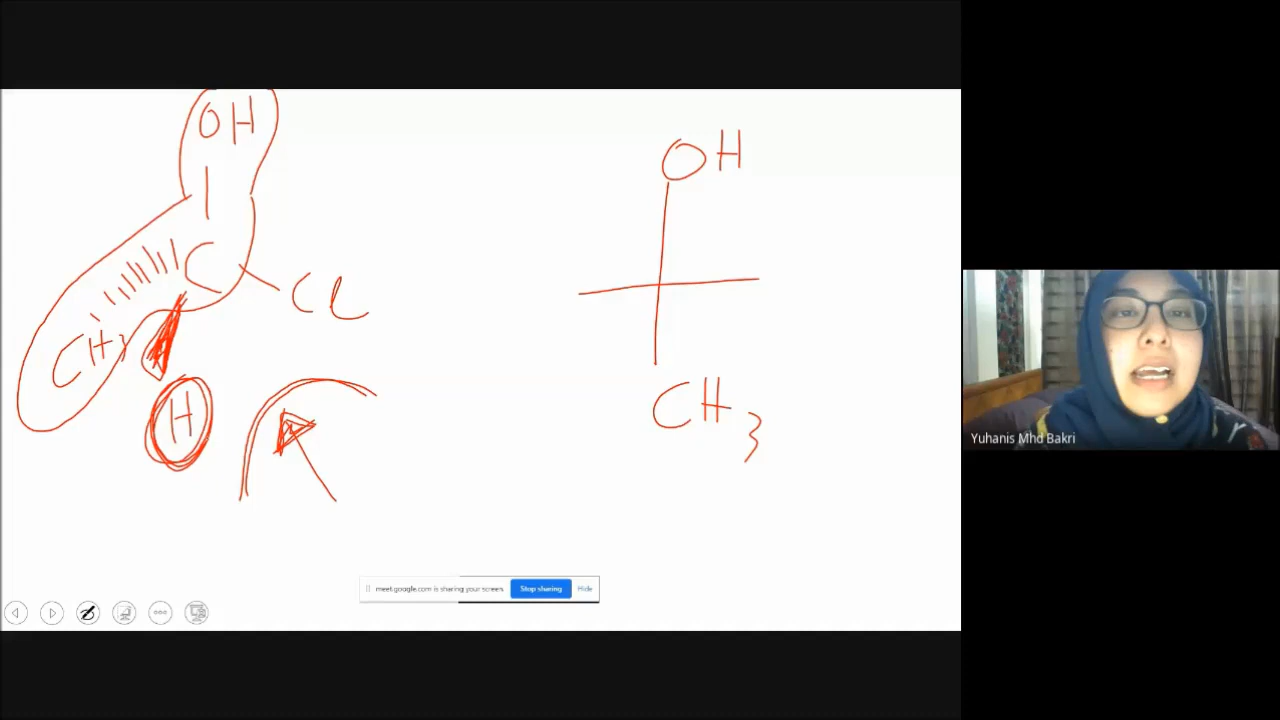 OH
C
Cl
CH3
H
OH
CH3
Yuhanis Mhd Bakri
meet.google.com is sharing your screen.
Stop sharing
Hide